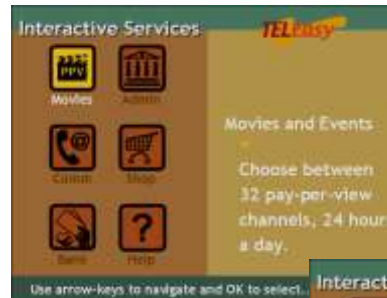 Interactive Services
TELeasy
PPV
Movies
Admin
Comm
Shop
Bank
Help
Movies and Events
Choose between
32 pay-per-view
channels, 24 hour
a day.
Use arrow-keys to navigate and OK to select..
Interact